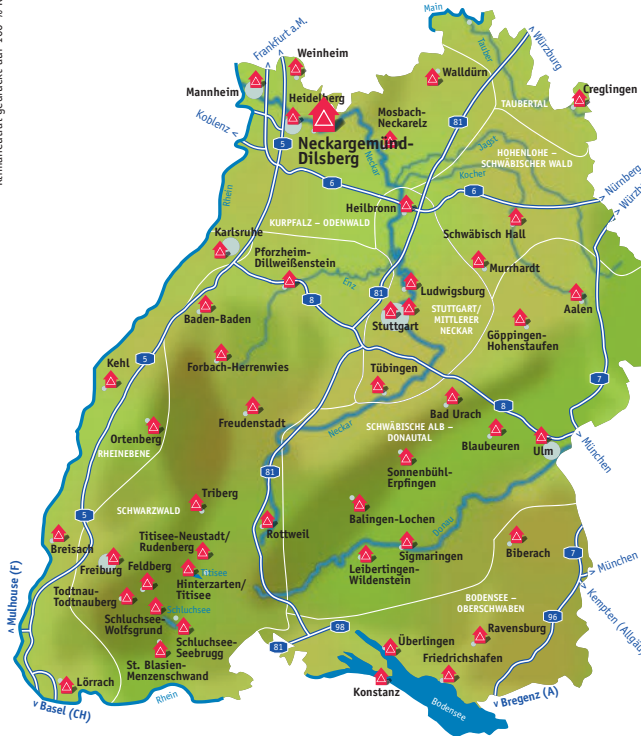 Main
Frankfurt a.M.
Tauber
Würzburg
Weinheim
Walldürn
Mannheim
Creglingen
Heidelberg
TAUBERTAL
Mosbach-
Neckarelz
Koblenz
81
5
Neckargemünd-
Dilsberg
Neckar
Jagst
HOHENLOHE –
SCHWÄBISCHER WALD
Kocher
6
6
Nürnberg
Rhein
Heilbronn
KURPFALZ – ODENWALD
Schwäbisch Hall
Karlsruhe
Pforzheim-
Dillweißenstein
Murrhardt
Enz
Ludwigsburg
81
8
Aalen
Baden-Baden
Stuttgart
STUTTGART/
MITTLERER
NECKAR
Göppingen-
Hohenstaufen
5
Kehl
Forbach-Herrenwies
Tübingen
7
Bad Urach
8
Freudenstadt
Neckar
SCHWÄBISCHE ALB –
DONAUTAL
Ortenberg
RHEINEBENE
Blaubeuren
Ulm
> München
81
Sonnenbühl-
Erpfingen
Triberg
SCHWARZWALD
5
Balingen-Lochen
Rottweil
Donau
Breisach
Titisee-Neustadt/
Rudenberg
Biberach
Sigmaringen
7
Freiburg
Feldberg
Titisee
Hinterzarten/
Titisee
Leibertingen-
Wildenstein
> München
> Mulhouse (F)
Todtnau-
Todtnauberg
Schluchsee
Schluchsee-
Wolfsgrund
BODENSEE –
OBERSCHWABEN
> Kempten (Allgäu)
96
98
Ravensburg
81
Schluchsee-
Seebrugg
Überlingen
St. Blasien-
Menzenschwand
Friedrichshafen
Lörrach
Rhein
Konstanz
Bodensee
Bregenz (A)
Basel (CH)